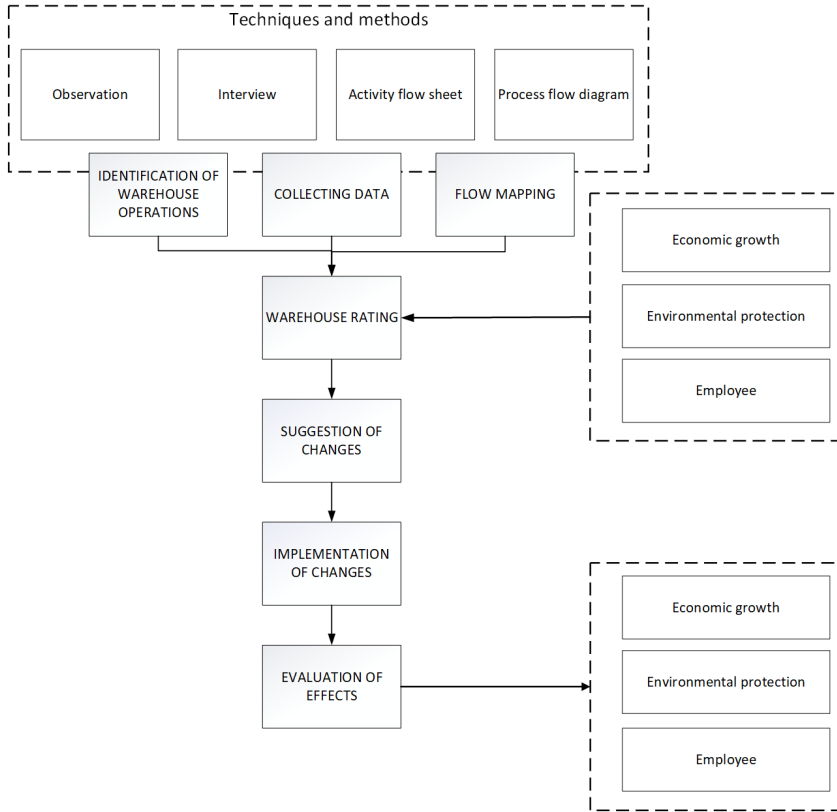 Techniques and methods
Observation
Interview
Activity flow sheet
Process flow diagram
IDENTIFICATION OF
WAREHOUSE
OPERATIONS
COLLECTING DATA
FLOW MAPPING
Economic growth
WAREHOUSE RATING
Environmental protection
Employee
SUGGESTION OF
CHANGES
IMPLEMENTATION
OF CHANGES
Economic growth
EVALUATION OF
EFFECTS
Environmental protection
Employee